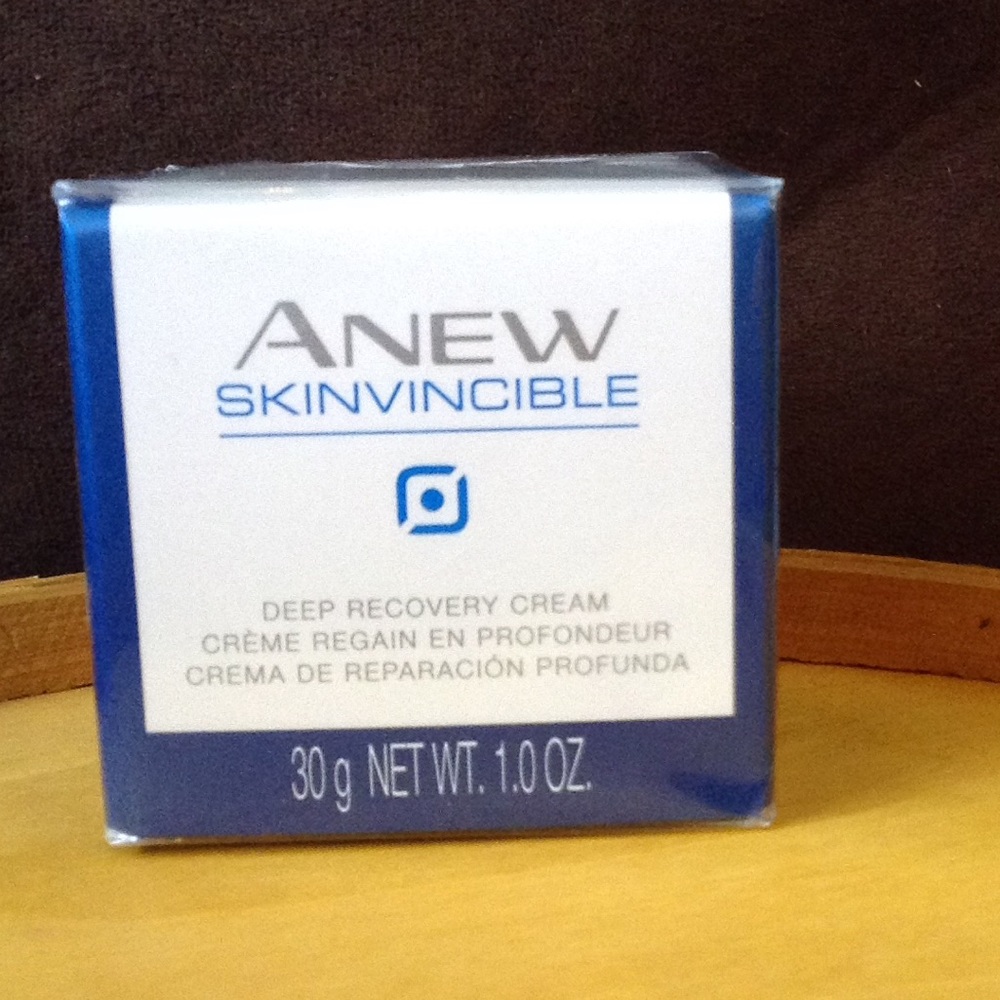 ANEW
SKINVINCIBLE
DEEP RECOVERY CREAM
CRÈME REGAIN EN PROFONDEUR
CREMA DE REPARACIÓN PROFUNDA
30 g NET WT. 1.0 OZ.